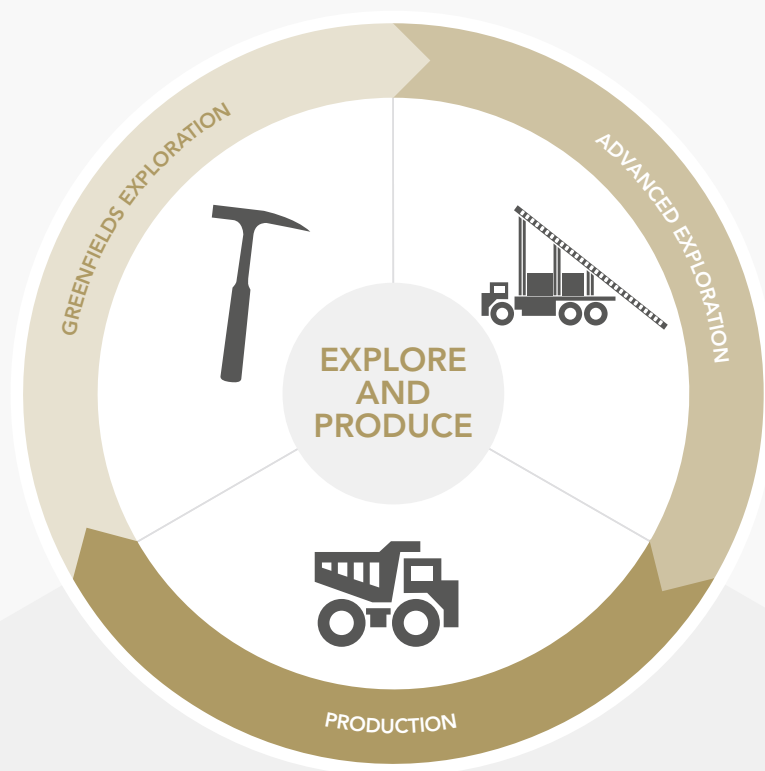 GREENFIELDS EXPLORATION
ADVANCED EXPLORATION
EXPLORE
AND
PRODUCE
PRODUCTION